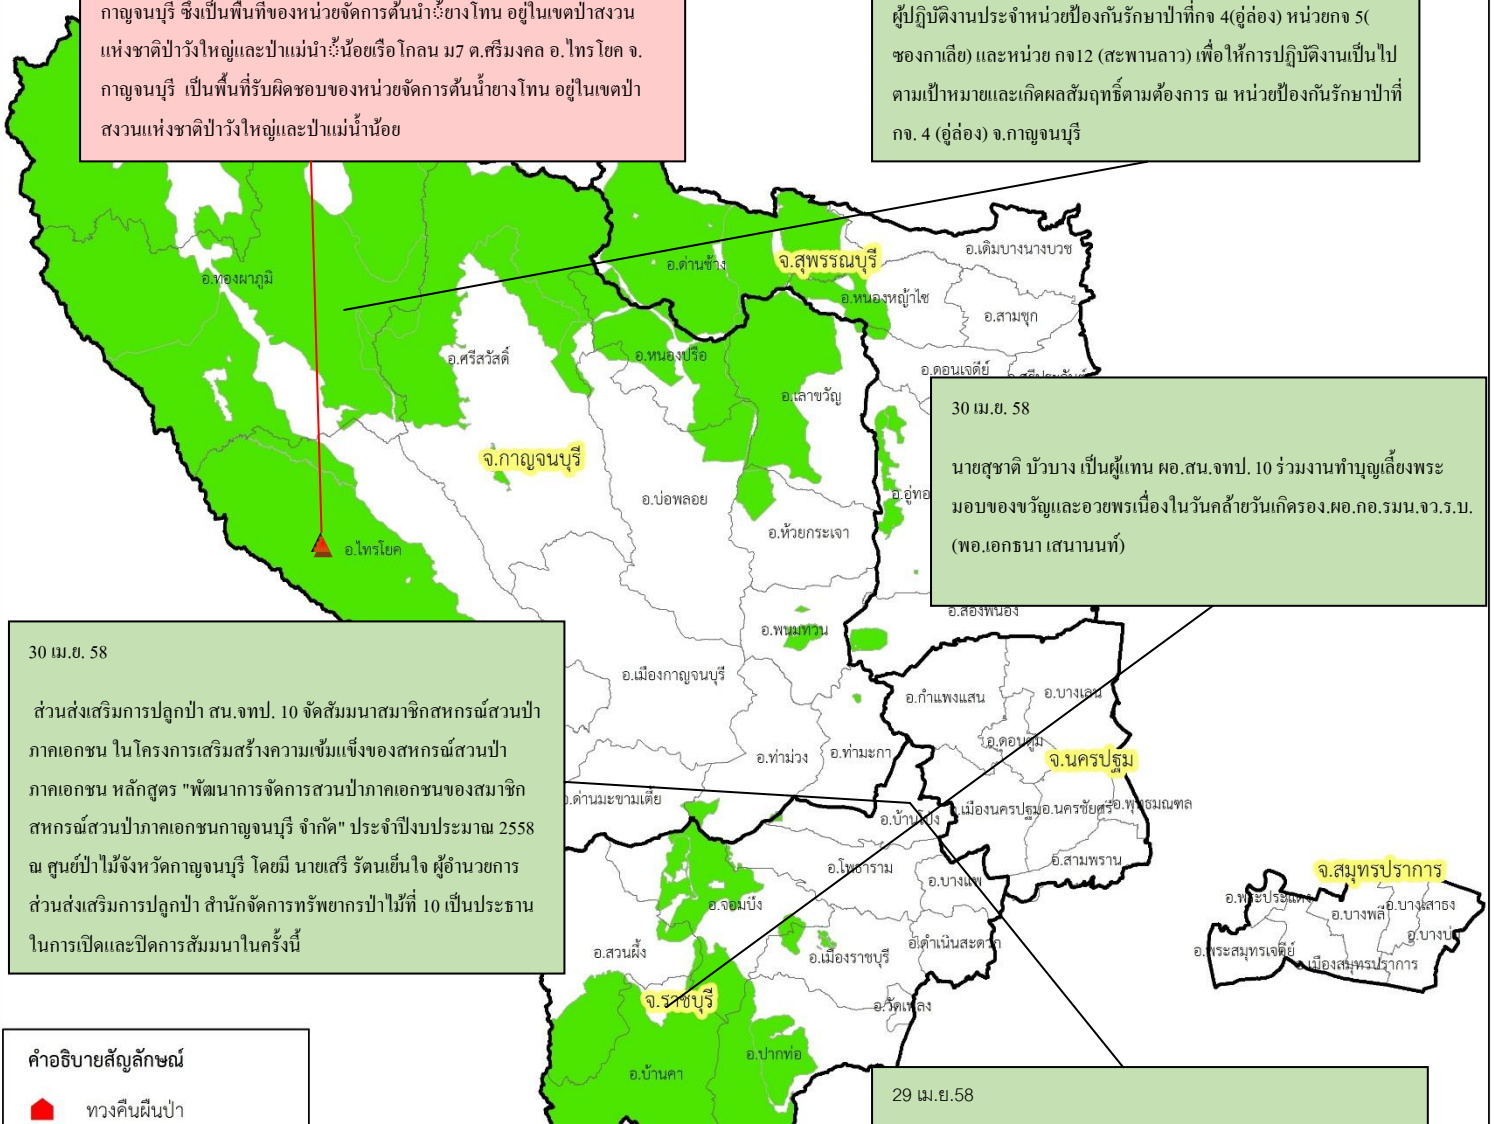 กาญจนบุรี ซึ่งเป็นพื้นที่ของหน่วยจัดการต้นน้ำยางโทน อยู่ในเขตป่าสงวน
แห่งชาติป่าวังใหญ่และป่าแม่น้ำน้อยเรือโกลน ม7 ต.ศรีมงคล อ.ไทรโยค จ.
กาญจนบุรี เป็นพื้นที่รับผิดชอบของหน่วยจัดการต้นน้ำยางโทน อยู่ในเขตป่า
สงวนแห่งชาติป่าวังใหญ่และป่าแม่น้ำน้อย
ผู้ปฏิบัติงานประจำหน่วยป้องกันรักษาป่าที่กจ 4(อู่ล่อง) หน่วยกจ 5(
ซองกาเลีย) และหน่วย กจ12 (สะพานลาว) เพื่อให้การปฏิบัติงานเป็นไป
ตามเป้าหมายและเกิดผลสัมฤทธิ์ตามต้องการ ณ หน่วยป้องกันรักษาป่าที่
กจ. 4 (อู่ล่อง) จ.กาญจนบุรี
อ.เดิมบางนางบวช
จ.สุพรรณบุรี
อ.ด่านช้าง
อ.ทองผาภูมิ
อ.หนองหญ้าไซ
อ.สามชุก
อ.ศรีสวัสดิ์
อ.หนองปรือ
อ.ดอนเจดีย์
อ.เลาขวัญ
30 เม.ย. 58
นายสุชาติ บัวบาง เป็นผู้แทน ผอ.สน.จทป. 10 ร่วมงานทำบุญเลี้ยงพระ
มอบของขวัญและอวยพรเนื่องในวันคล้ายวันเกิดรอง.ผอ.กอ.รมน.จว.ร.บ.
(พอ.เอกธนา เสนานนท์)
จ.กาญจนบุรี
อ.บ่อพลอย
อ.อู่ทอ
อ.ห้วยกระเจา
อ.ไทรโยค
อ.สองพี่น้อง
อ.พนมทวน
30 เม.ย. 58
ส่วนส่งเสริมการปลูกป่า สน.จทป. 10 จัดสัมมนาสมาชิกสหกรณ์สวนป่า
ภาคเอกชน ในโครงการเสริมสร้างความเข้มแข็งของสหกรณ์สวนป่า
ภาคเอกชน หลักสูตร "พัฒนาการจัดการสวนป่าภาคเอกชนของสมาชิก
สหกรณ์สวนป่าภาคเอกชนกาญจนบุรี จำกัด" ประจำปีงบประมาณ 2558
ณ ศูนย์ป่าไม้จังหวัดกาญจนบุรี โดยมี นายเสรี รัตนเย็นใจ ผู้อำนวยการ
ส่วนส่งเสริมการปลูกป่า สำนักจัดการทรัพยากรป่าไม้ที่ 10 เป็นประธาน
ในการเปิดและปิดการสัมมนาในครั้งนี้
อ.เมืองกาญจนบุรี
อ.กำแพงแสน
อ.บางเลน
อ.ดอนตูม
อ.ท่าม่วง
อ.ท่ามะกา
จ.นครปฐม
อ.ด่านมะขามเตี้ย
อ.บ้านโป่ง
อ.เมืองนครปฐม
อ.นครชัยศรี
อ.พุทธมณฑล
อ.สามพราน
อ.โพธาราม
อ.บางแพ
จ.สมุทรปราการ
อ.พระประแดง
อ.บางพลี
อ.บางเสาธง
อ.บางบ่อ
อ.พระสมุทรเจดีย์
อ.เมืองสมุทรปราการ
อ.จอมบึง
อ.สวนผึ้ง
อ.เมืองราชบุรี
อ.ดำเนินสะดวก
จ.ราชบุรี
อ.วัดเพลง
อ.ปากท่อ
อ.บ้านคา
คำอธิบายสัญลักษณ์
ทวงคืนผืนป่า
29 เม.ย.58